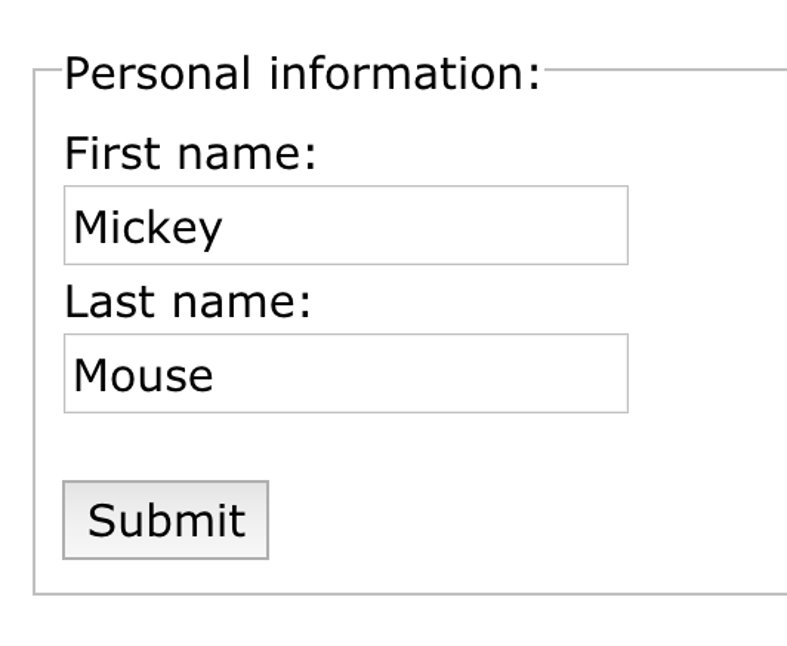 Personal information:
First name:
Mickey
Last name:
Mouse
Submit